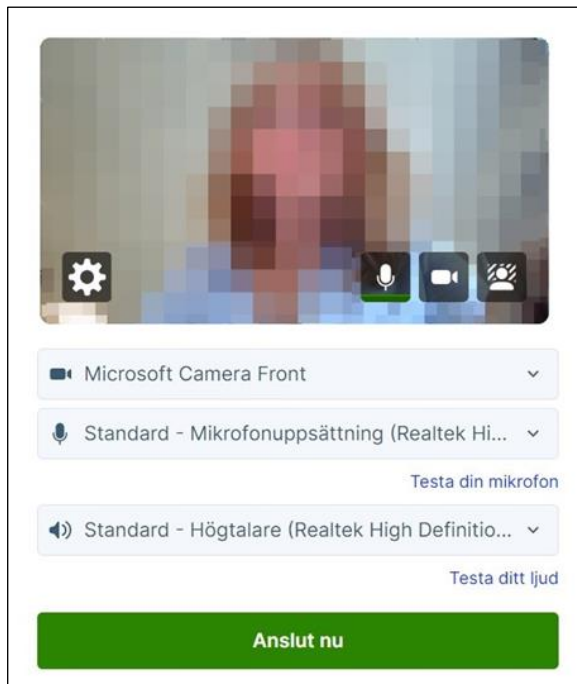 Microsoft Camera Front
Standard - Mikrofonuppsättning (Realtek Hi...
Testa din mikrofon
Standard - Högtalare (Realtek High Definitio...
Testa ditt ljud
Anslut nu